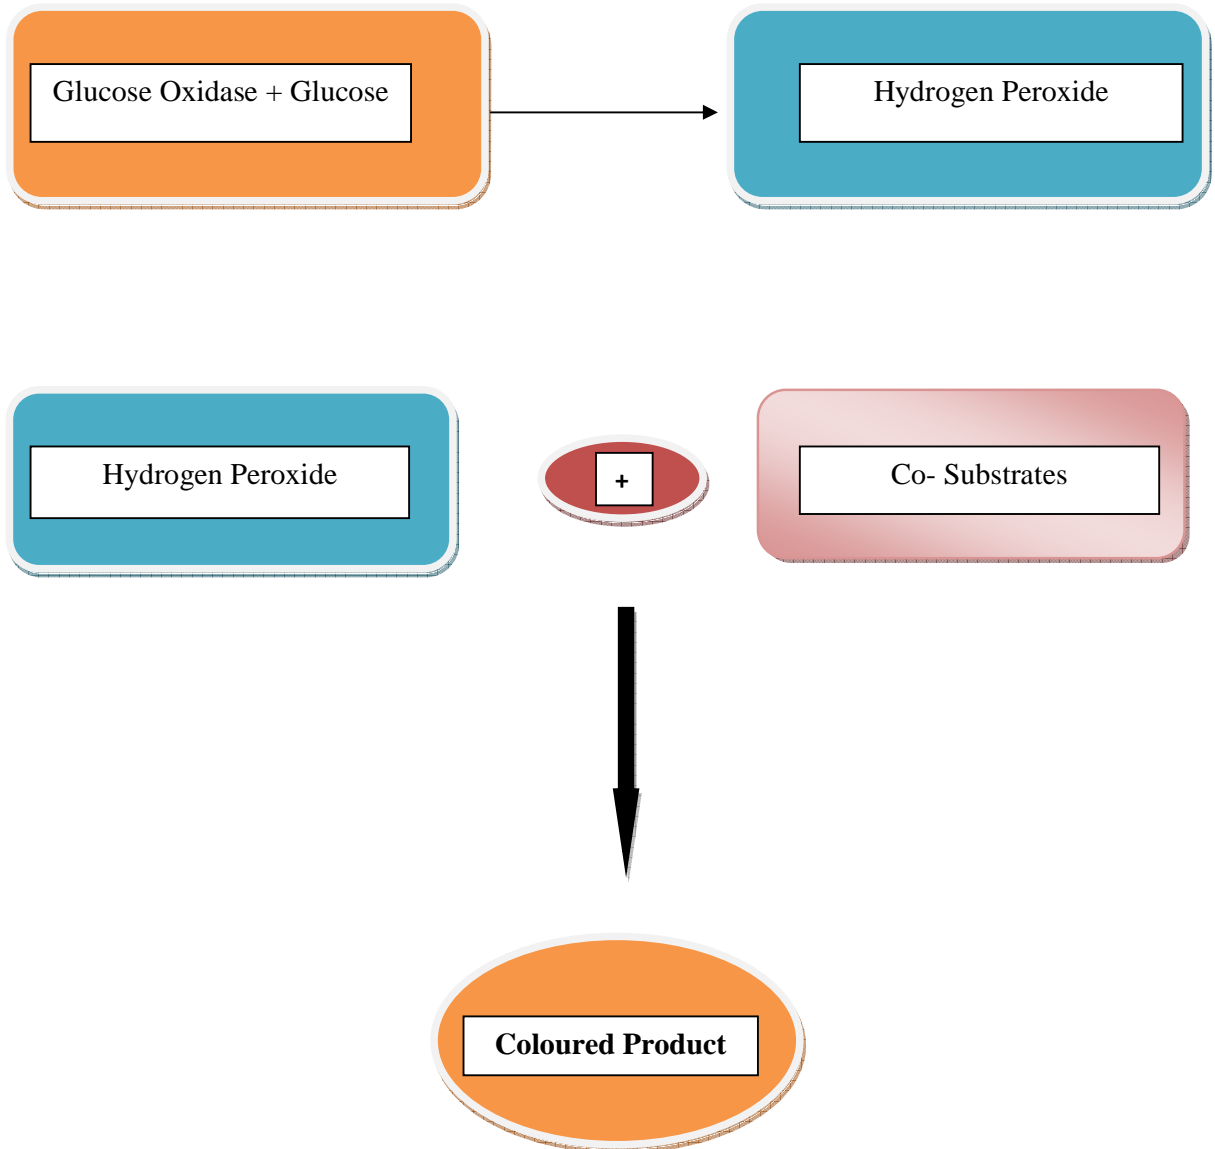 Glucose Oxidase + Glucose
Hydrogen Peroxide
Hydrogen Peroxide
+
Co- Substrates
Coloured Product